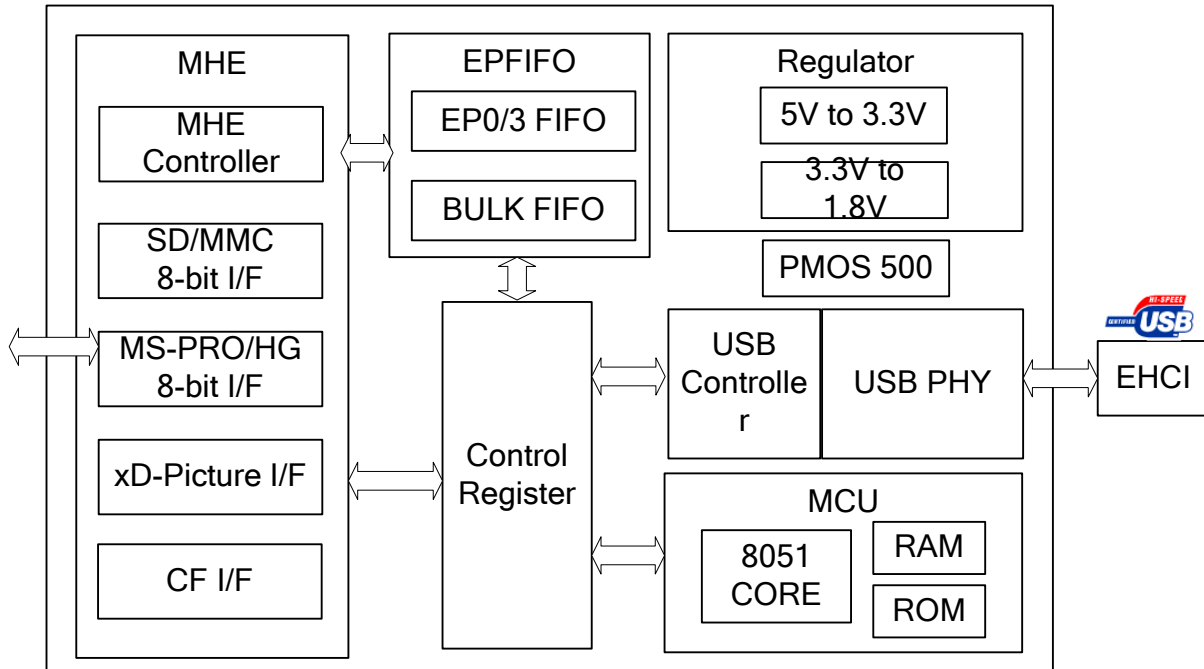 MHE
MHE
Controller
SD/MMC
8-bit I/F
MS-PRO/HG
8-bit I/F
xD-Picture I/F
CF I/F
EPFIFO
EP0/3 FIFO
BULK FIFO
Control
Register
Regulator
5V to 3.3V
3.3V to
1.8V
PMOS 500
USB
Controlle
r
USB PHY
MCU
8051
CORE
RAM
ROM
HI-SPEED
CERTIFIED
USB
EHCI